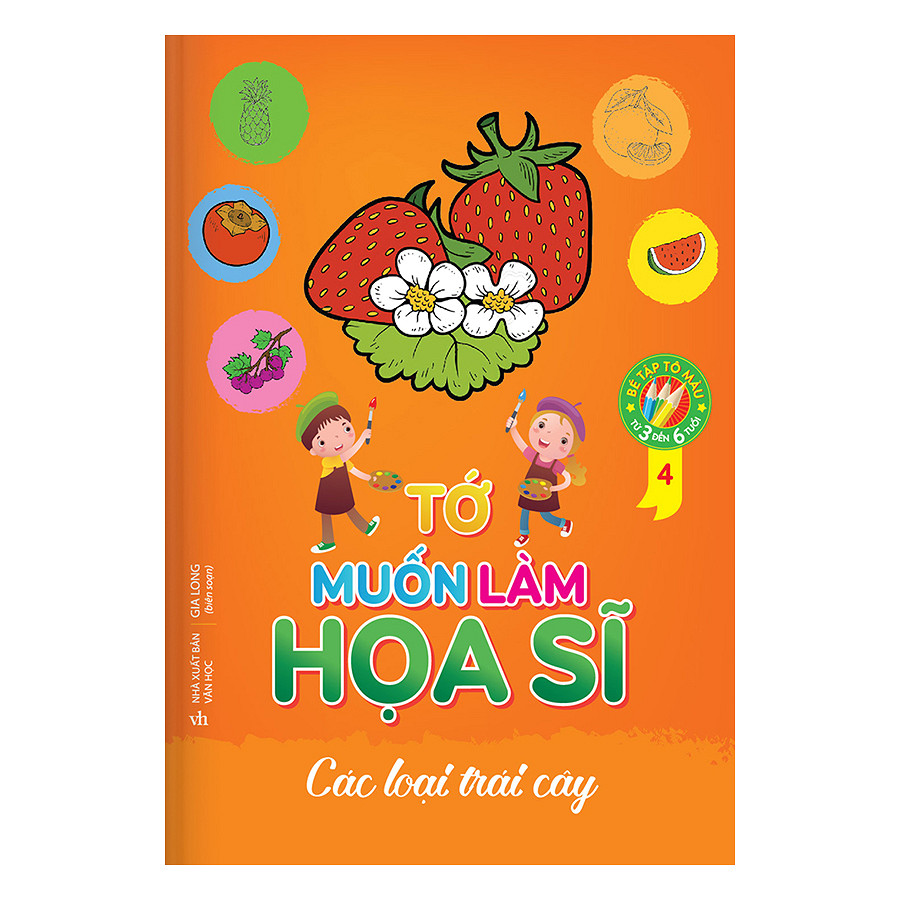 BÉ TẬP TÔ MÀU
TỪ 3 ĐẾN 6 TUỔI
4
TỚ
MUỐN LÀM
HỌA SĨ
Các loại trái cây
GIA LONG
(biên soạn)
NHÀ XUẤT BẢN
VĂN HỌC
vh